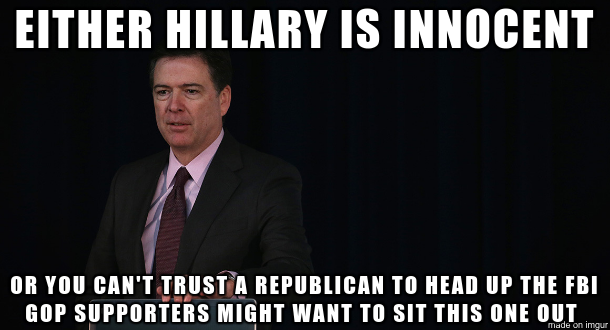 EITHER HILLARY IS INNOCENT
OR YOU CAN'T TRUST A REPUBLICAN TO HEAD UP THE FBI
GOP SUPPORTERS MIGHT WANT TO SIT THIS ONE OUT
made on imgur